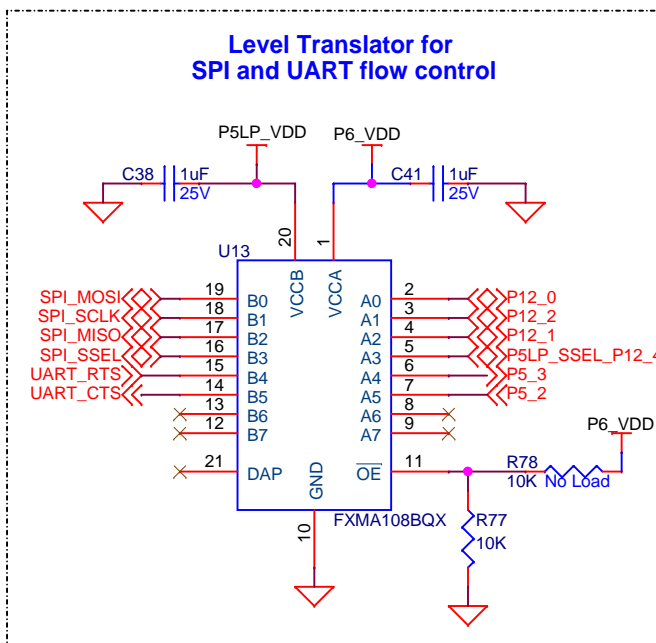 Level Translator for
SPI and UART flow control
P5LP_VDD
P6_VDD
C38
1uF
25V
C41
1uF
25V
U13
20
1
VCCB
VCCA
SPI_MOSI 19 B0 A0 2 P12_0
SPI_SCLK 18 B1 A1 3 P12_2
SPI_MISO 17 B2 A2 4 P12_1
SPI_SSEL 16 B3 A3 5 P5LP_SSEL_P12_4
UART_RTS 15 B4 A4 6 P5_3
UART_CTS 14 B5 A5 7 P5_2
13 B6 A6 8
12 B7 A7 9
P6_VDD
21 DAP OE 11
R78
10K No Load
GND
10
FXMA108BQX
R77
10K